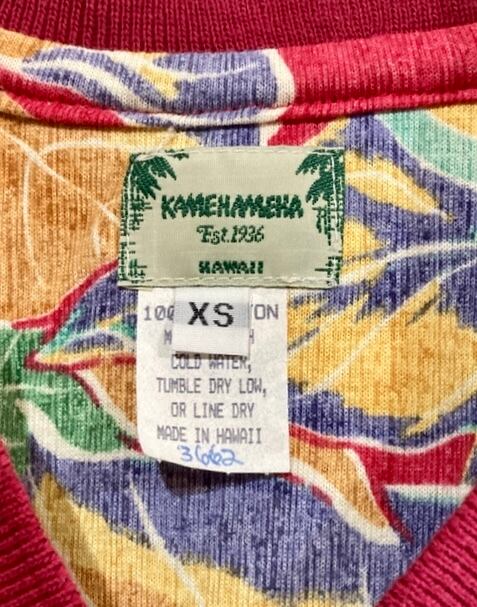 KAMEHAMEHA
Est. 1936
HAWAII
XS
COLD WATER,
TUMBLE DRY LOW,
OR LINE DRY
MADE IN HAWAII
3662